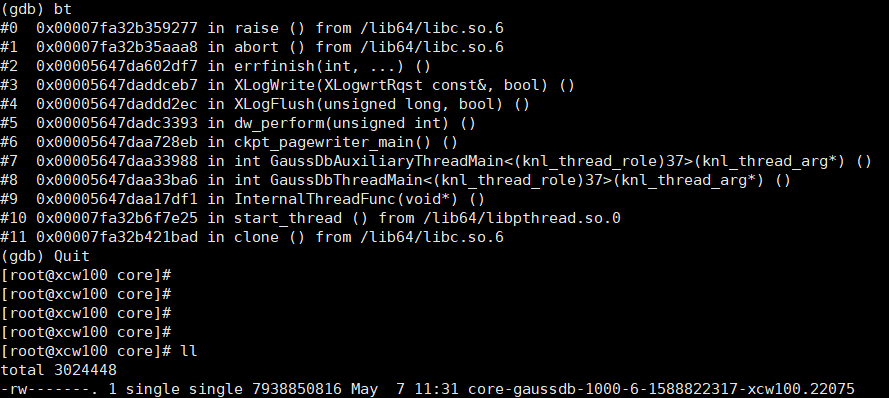 (gdb) bt
#0  0x00007fa32b359277 in raise () from /lib64/libc.so.6
#1  0x00007fa32b35aaa8 in abort () from /lib64/libc.so.6
#2  0x00005647da602df7 in errfinish(int, ...) ()
#3  0x00005647daddceb7 in XLogWrite(XLogwrtRqst const&, bool) ()
#4  0x00005647daddd2ec in XLogFlush(unsigned long, bool) ()
#5  0x00005647dadc3393 in dw_perform(unsigned int) ()
#6  0x00005647daa728eb in ckpt_pagewriter_main() ()
#7  0x00005647daa33988 in int GaussDbAuxiliaryThreadMain<(knl_thread_role)37>(knl_thread_arg*) ()
#8  0x00005647daa33ba6 in int GaussDbThreadMain<(knl_thread_role)37>(knl_thread_arg*) ()
#9  0x00005647daa17df1 in InternalThreadFunc(void*) ()
#10 0x00007fa32b6f7e25 in start_thread () from /lib64/libpthread.so.0
#11 0x00007fa32b421bad in clone () from /lib64/libc.so.6
(gdb) Quit
[root@xcw100 core]#
[root@xcw100 core]#
[root@xcw100 core]#
[root@xcw100 core]#
[root@xcw100 core]# ll
total 3024448
-rw-------. 1 single single 7938850816 May  7 11:31 core-gaussdb-1000-6-1588822317-xcw100.22075